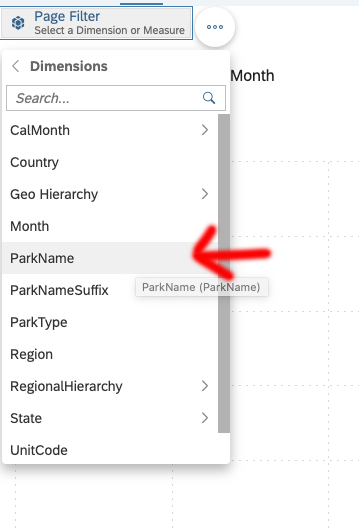 Page Filter
Select a Dimension or Measure
Month
Dimensions
Search...
CalMonth
Country
Geo Hierarchy
Month
ParkName
ParkName (ParkName)
ParkNameSuffix
ParkType
Region
RegionalHierarchy
State
UnitCode